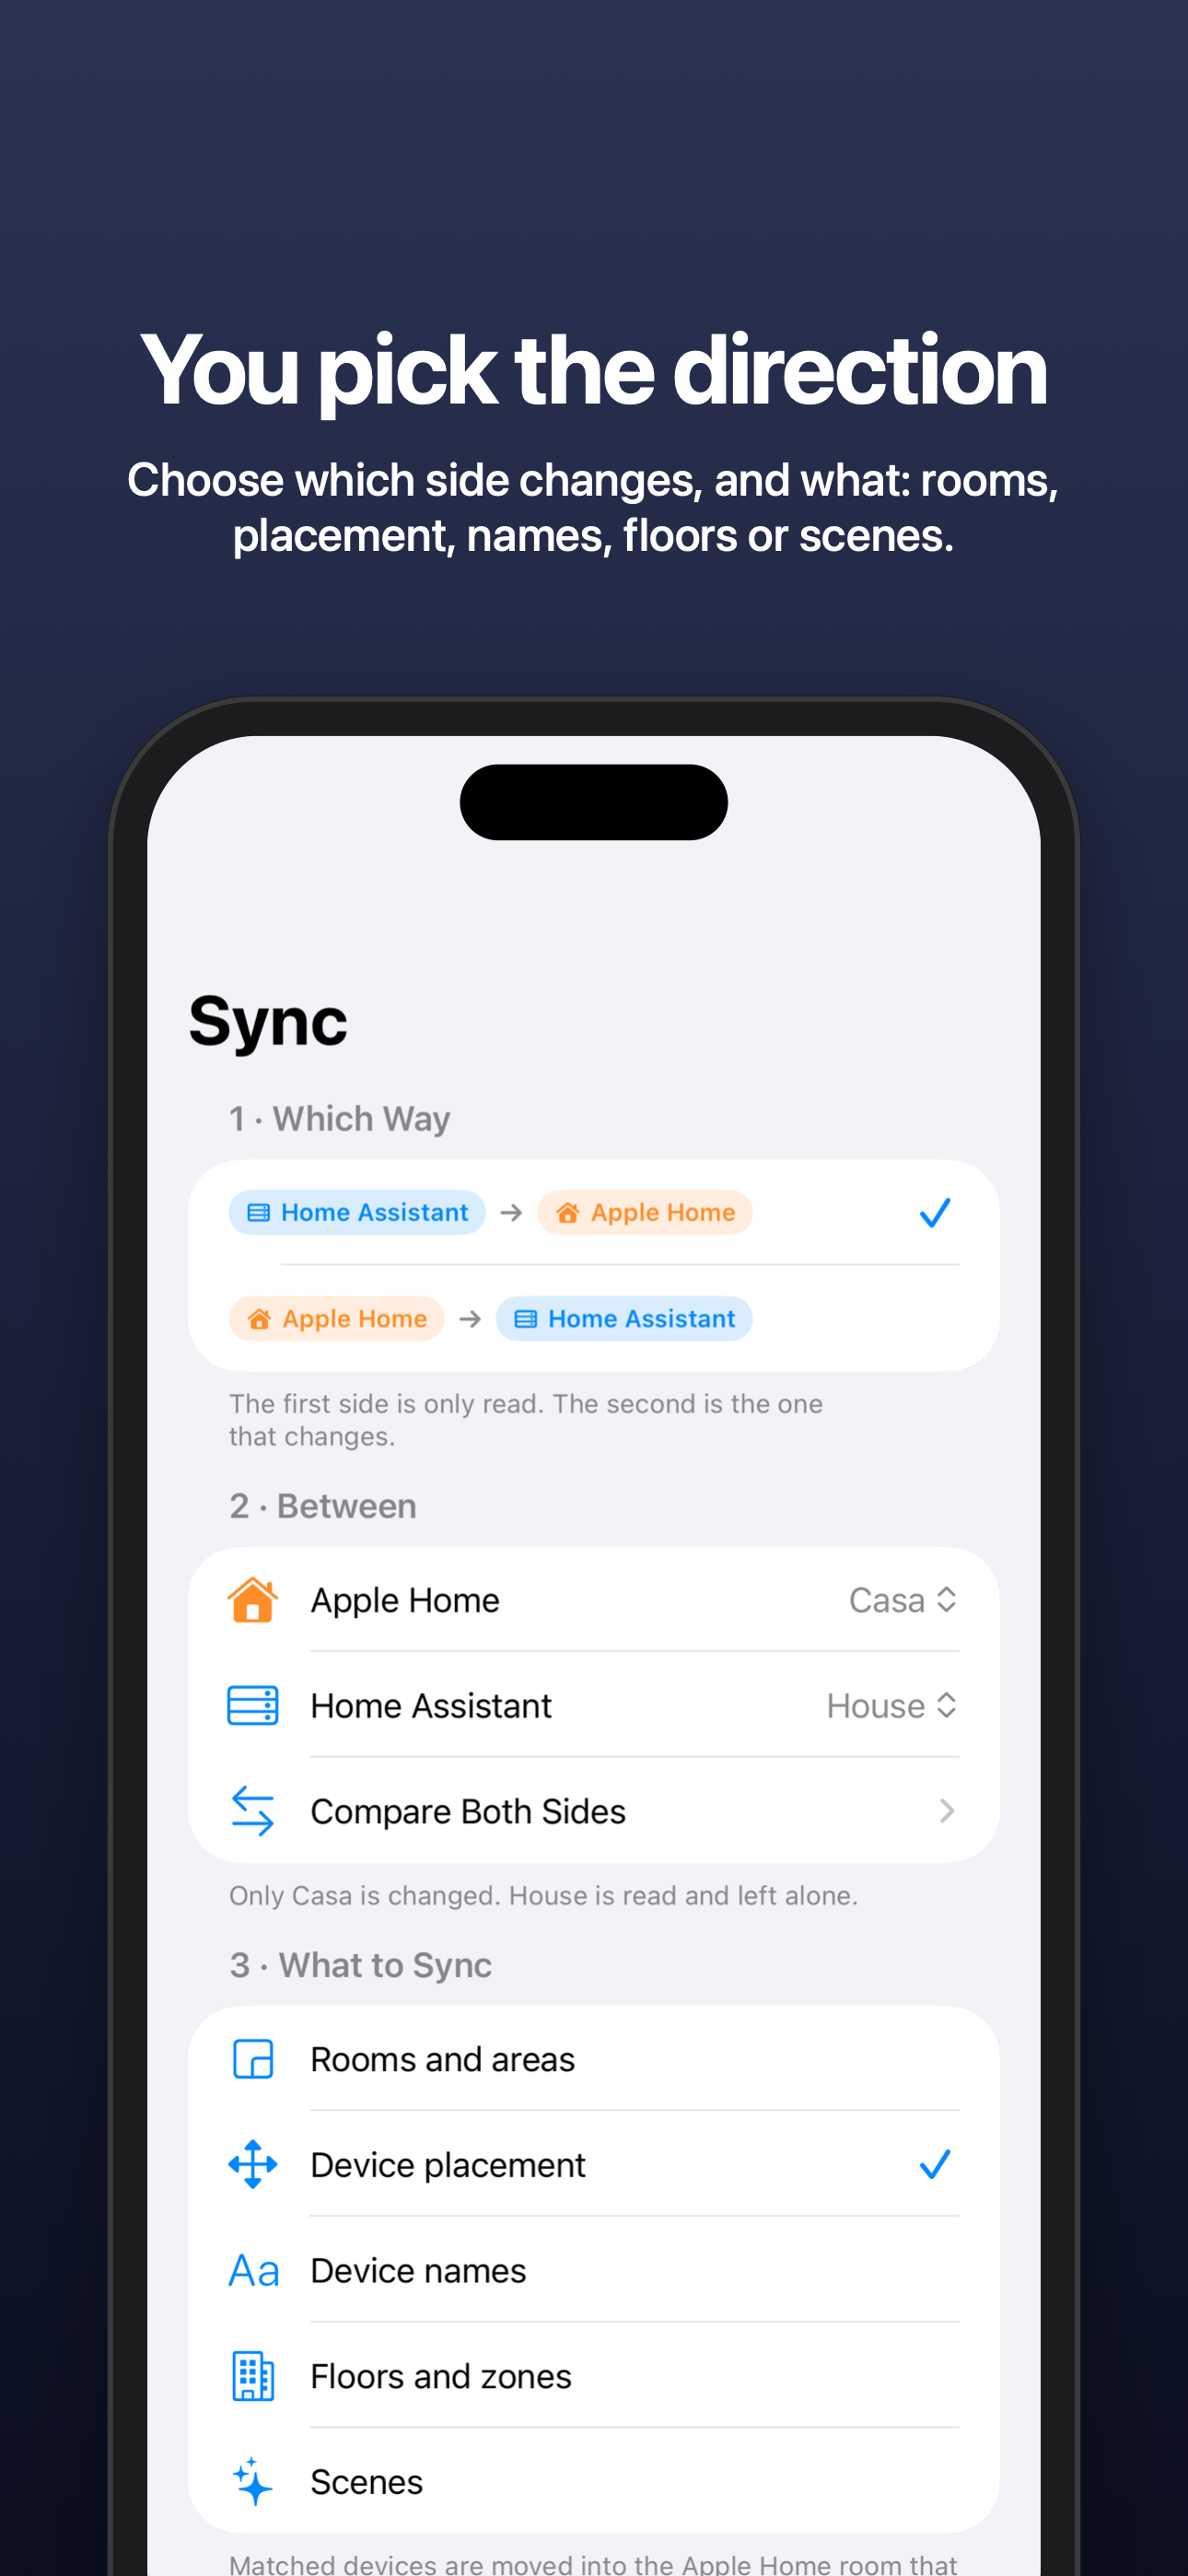 You pick the direction
Choose which side changes, and what: rooms,
placement, names, floors or scenes.
Sync
1 · Which Way
Home Assistant → Apple Home
Apple Home → Home Assistant
The first side is only read. The second is the one
that changes.
2 · Between
Apple Home Casa
Home Assistant House
Compare Both Sides
Only Casa is changed. House is read and left alone.
3 · What to Sync
Rooms and areas
Device placement
Aa Device names
Floors and zones
Scenes
Matched devices are moved into the Apple Home room that